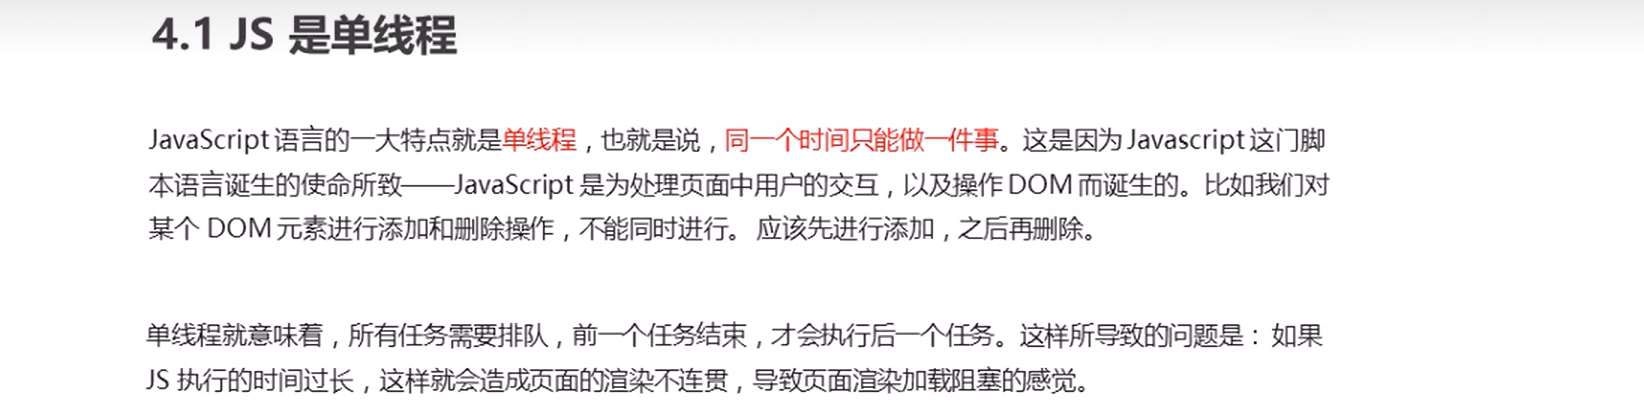 4.1 JS 是单线程
JavaScript 语言的一大特点就是单线程，也就是说，同一个时间只能做一件事。这是因为 Javascript 这门脚
本语言诞生的使命所致——JavaScript 是为处理页面中用户的交互，以及操作 DOM 而诞生的。比如我们对
某个 DOM 元素进行添加和删除操作，不能同时进行。 应该先进行添加，之后再删除。
单线程就意味着，所有任务需要排队，前一个任务结束，才会执行后一个任务。这样所导致的问题是： 如果
JS 执行的时间过长，这样就会造成页面的渲染不连贯，导致页面渲染加载阻塞的感觉。